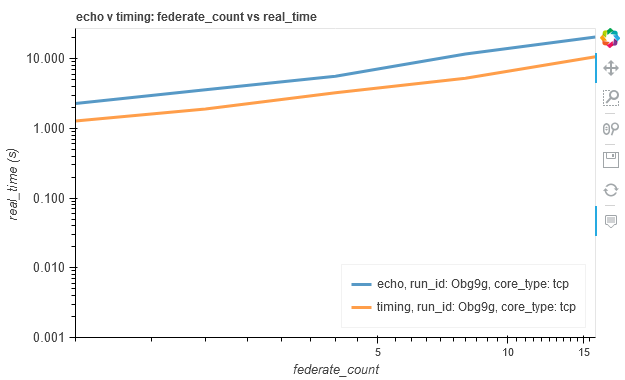 echo v timing: federate_count vs real_time
10.000
1.000
0.100
0.010
0.001
real_time (s)
echo, run_id: Obg9g, core_type: tcp
timing, run_id: Obg9g, core_type: tcp
5
10
15
federate_count